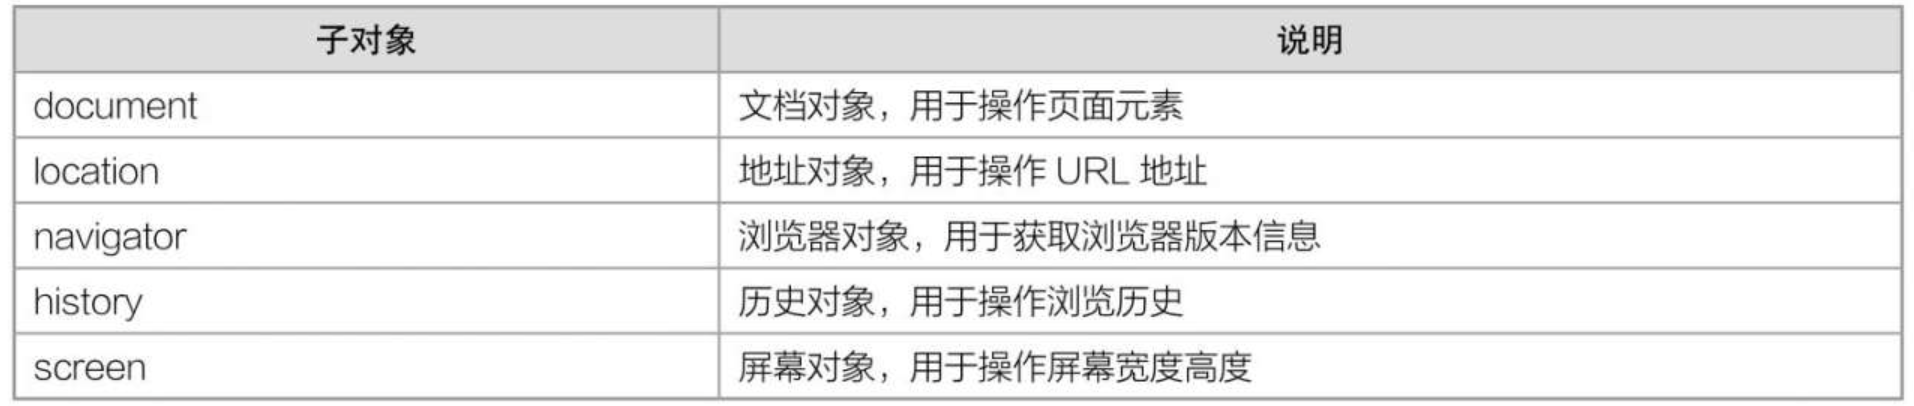 子对象 说明
document 文档对象，用于操作页面元素
location 地址对象，用于操作 URL 地址
navigator 浏览器对象，用于获取浏览器版本信息
history 历史对象，用于操作浏览历史
screen 屏幕对象，用于操作屏幕宽度高度